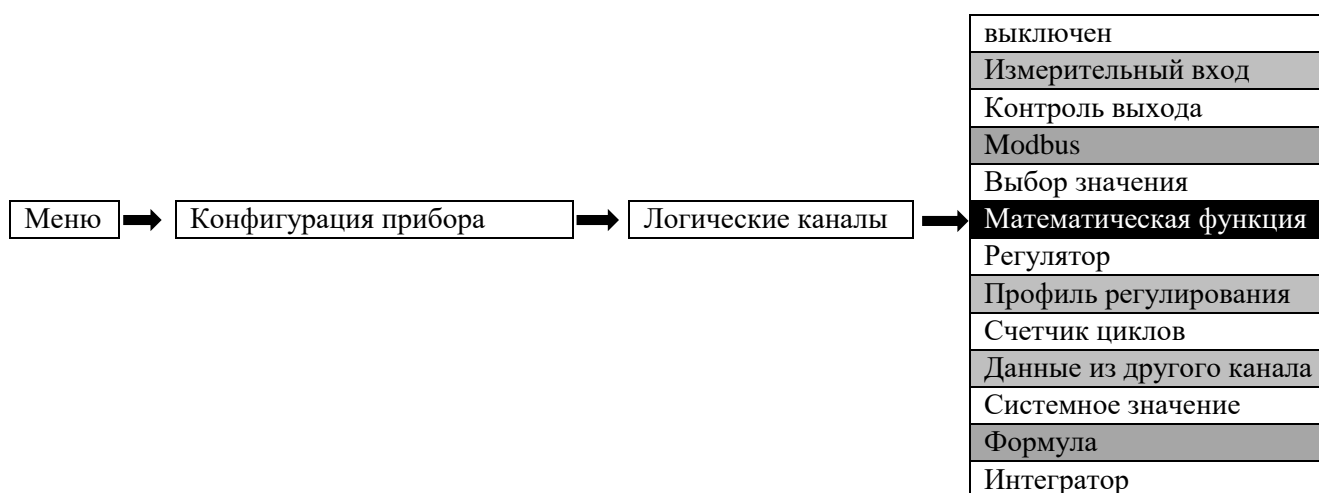 выключен
Измерительный вход
Контроль выхода
Modbus
Выбор значения
Меню Конфигурация прибора Логические каналы Математическая функция
Регулятор
Профиль регулирования
Счетчик циклов
Данные из другого канала
Системное значение
Формула
Интегратор